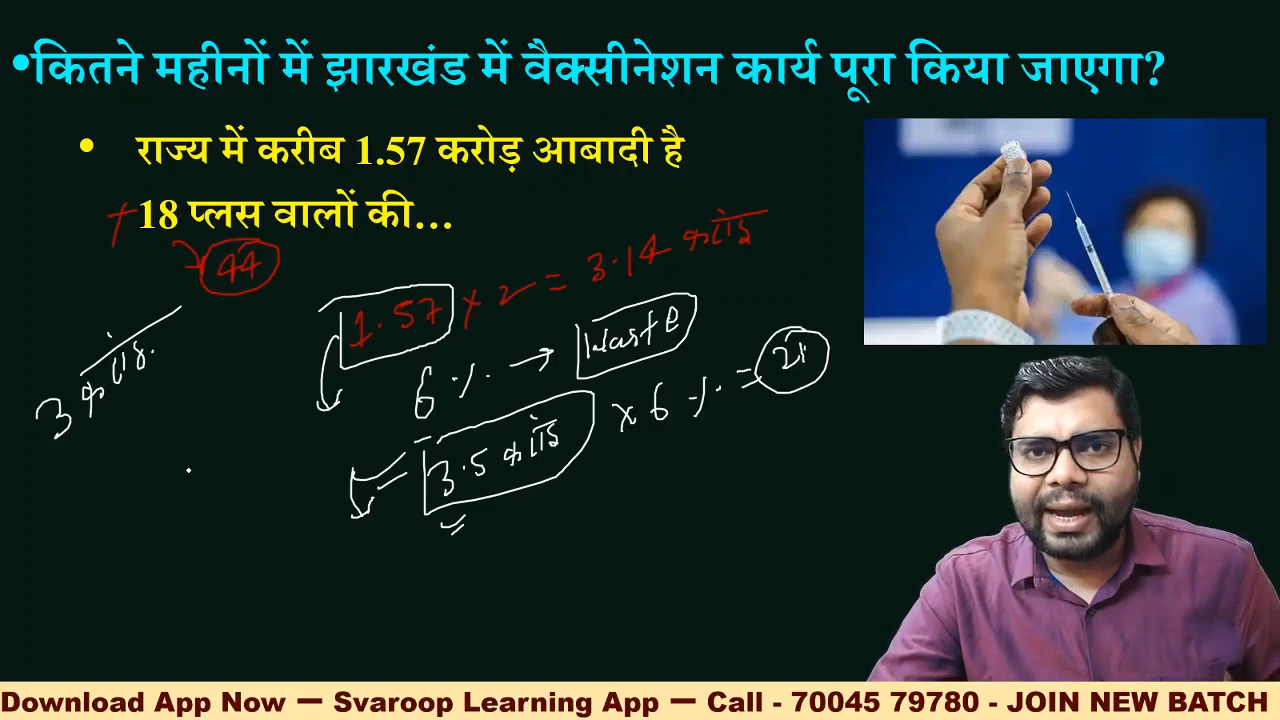 •कितने महीनों में झारखंड में वैक्सीनेशन कार्य पूरा किया जाएगा?
• राज्य में करीब 1.57 करोड़ आबादी है
18 प्लस वालों की...
44
1.57 x 2 = 3.14 करोड़
3 करोड़.
6 % → Waste
3.5 करोड़ x 6 % =
Download App Now — Svaroop Learning App — Call - 70045 79780 - JOIN NEW BATCH